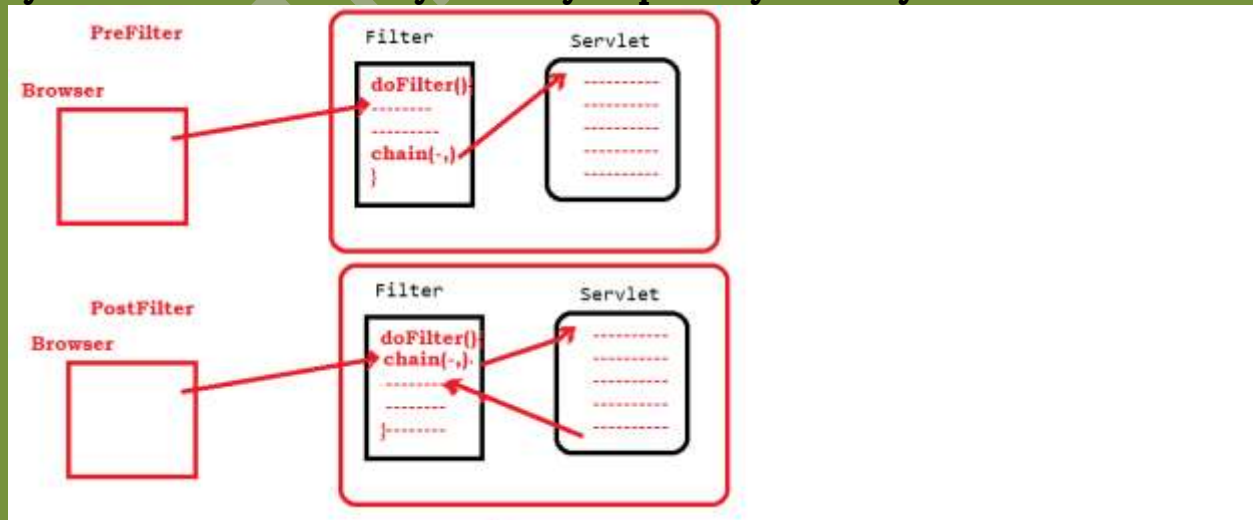 PreFilter
Browser
Filter
Servlet
doFilter(){
--------
---------
chain(-,)
}
----------
----------
----------
----------
----------
PostFilter
Browser
Filter
Servlet
doFilter(){
chain(-,).
--------
--------
}--------
----------
----------
----------
----------
----------